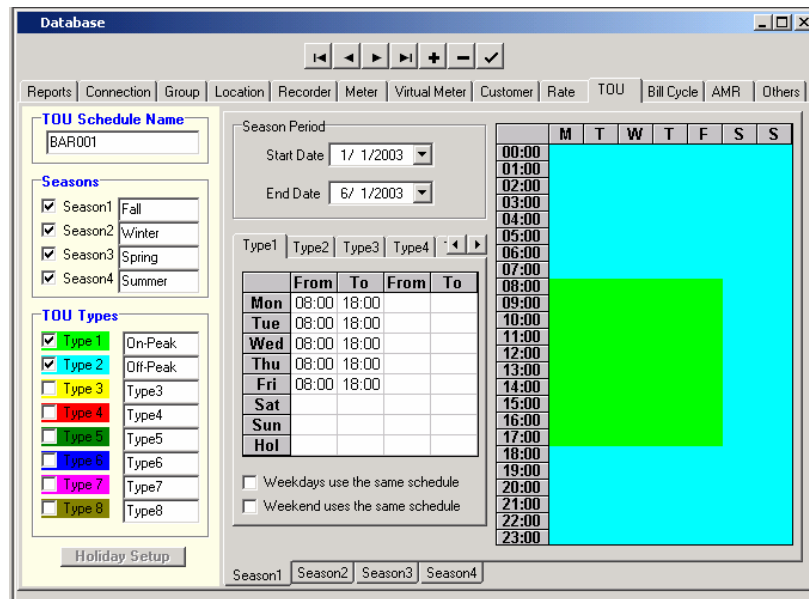 Database
Reports Connection Group Location Recorder Meter Virtual Meter Customer Rate TOU Bill Cycle AMR Others
TOU Schedule Name
BAR001
Seasons
Season1 Fall
Season2 Winter
Season3 Spring
Season4 Summer
TOU Types
Type 1 On-Peak
Type 2 Off-Peak
Type 3 Type3
Type 4 Type4
Type 5 Type5
Type 6 Type6
Type 7 Type7
Type 8 Type8
Holiday Setup
Season Period
Start Date 1/ 1/2003
End Date 6/ 1/2003
Type1 Type2 Type3 Type4
From To From To
Mon 08:00 18:00
Tue 08:00 18:00
Wed 08:00 18:00
Thu 08:00 18:00
Fri 08:00 18:00
Sat
Sun
Hol
Weekdays use the same schedule
Weekend uses the same schedule
Season1 Season2 Season3 Season4
M T W T F S S
00:00
01:00
02:00
03:00
04:00
05:00
06:00
07:00
08:00
09:00
10:00
11:00
12:00
13:00
14:00
15:00
16:00
17:00
18:00
19:00
20:00
21:00
22:00
23:00